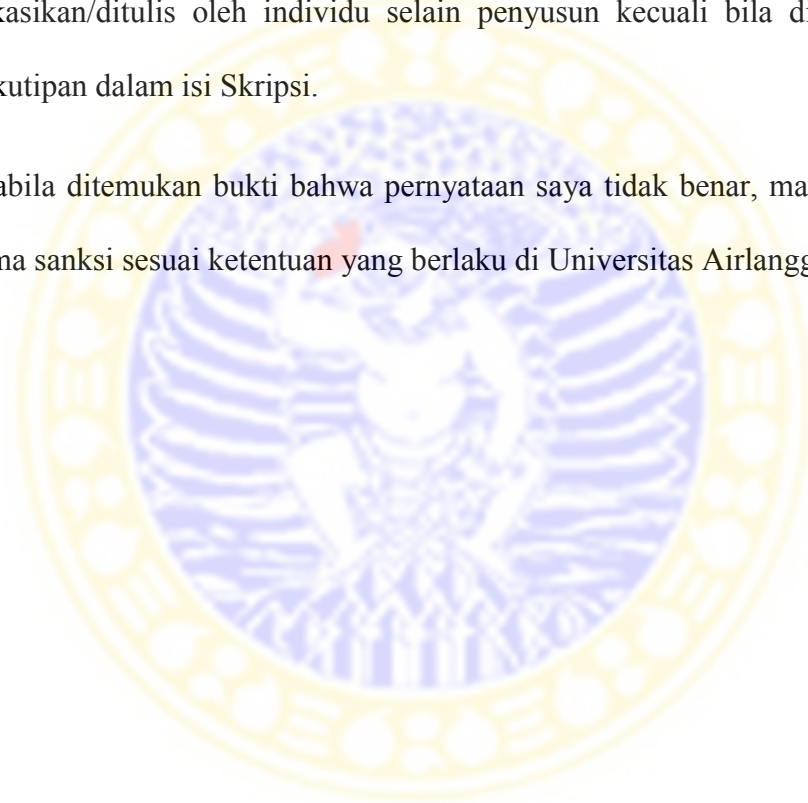 kasikan/ditulis oleh individu selain penyusun kecuali bila di
kutipan dalam isi Skripsi.
abila ditemukan bukti bahwa pernyataan saya tidak benar, ma
ma sanksi sesuai ketentuan yang berlaku di Universitas Airlangg